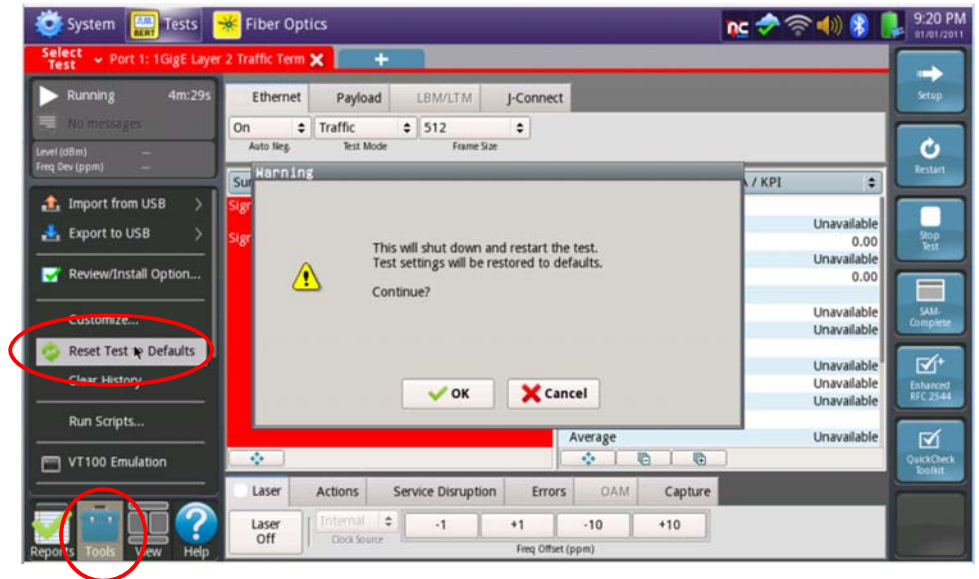 System
JUMBL BERT
Tests
Fiber Optics
9:20 PM
01/01/2011
Select Test
Port 1: 1GigE Layer 2 Traffic Term
+
Running 4m:29s
No messages
Level (dBm) —
Freq Dev (ppm) —
Import from USB
Export to USB
Review/Install Option...
Customize...
Reset Test to Defaults
Clear History
Run Scripts...
VT100 Emulation
Reports
Tools
View
Help
Ethernet Payload LBM/LTM J-Connect
On Traffic 512
Auto Neg. Test Mode Frame Size
/ KPI
Unavailable
0.00
Unavailable
0.00
Unavailable
Unavailable
Unavailable
Unavailable
Unavailable
Average Unavailable
Warning
This will shut down and restart the test.
Test settings will be restored to defaults.
Continue?
OK
Cancel
Laser Actions Service Disruption Errors OAM Capture
Laser Off
Internal
Clock Source
-1 +1 -10 +10
Freq Offset (ppm)
Setup
Restart
Stop Test
SAM-Complete
Enhanced RFC 2544
QuickCheck Toolkit